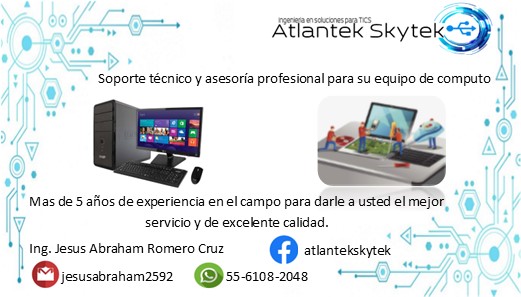 ingenieria en soluciones para TICS
Atlantek Skytek
Soporte técnico y asesoría profesional para su equipo de computo
Mas de 5 años de experiencia en el campo para darle a usted el mejor
servicio y de excelente calidad.
Ing. Jesus Abraham Romero Cruz
atlantekskytek
jesusabraham2592
55-6108-2048